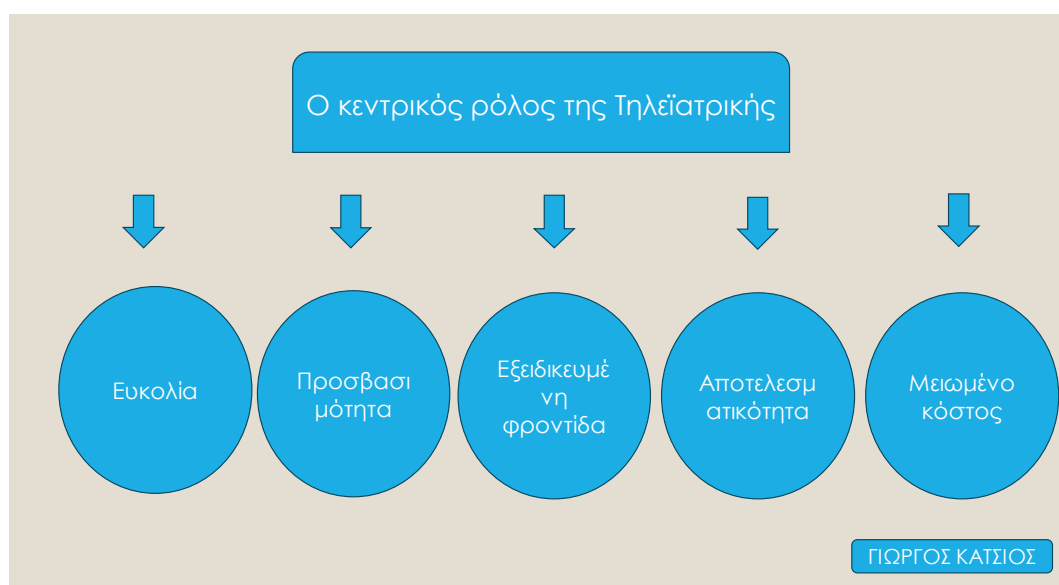 Ο κεντρικός ρόλος της Τηλεϊατρικής
Ευκολία
Προσβασι
μότητα
Εξειδικευμέ
νη
φροντίδα
Αποτελεσμ
ατικότητα
Μειωμένο
κόστος
ΓΙΩΡΓΟΣ ΚΑΤΣΙΟΣ